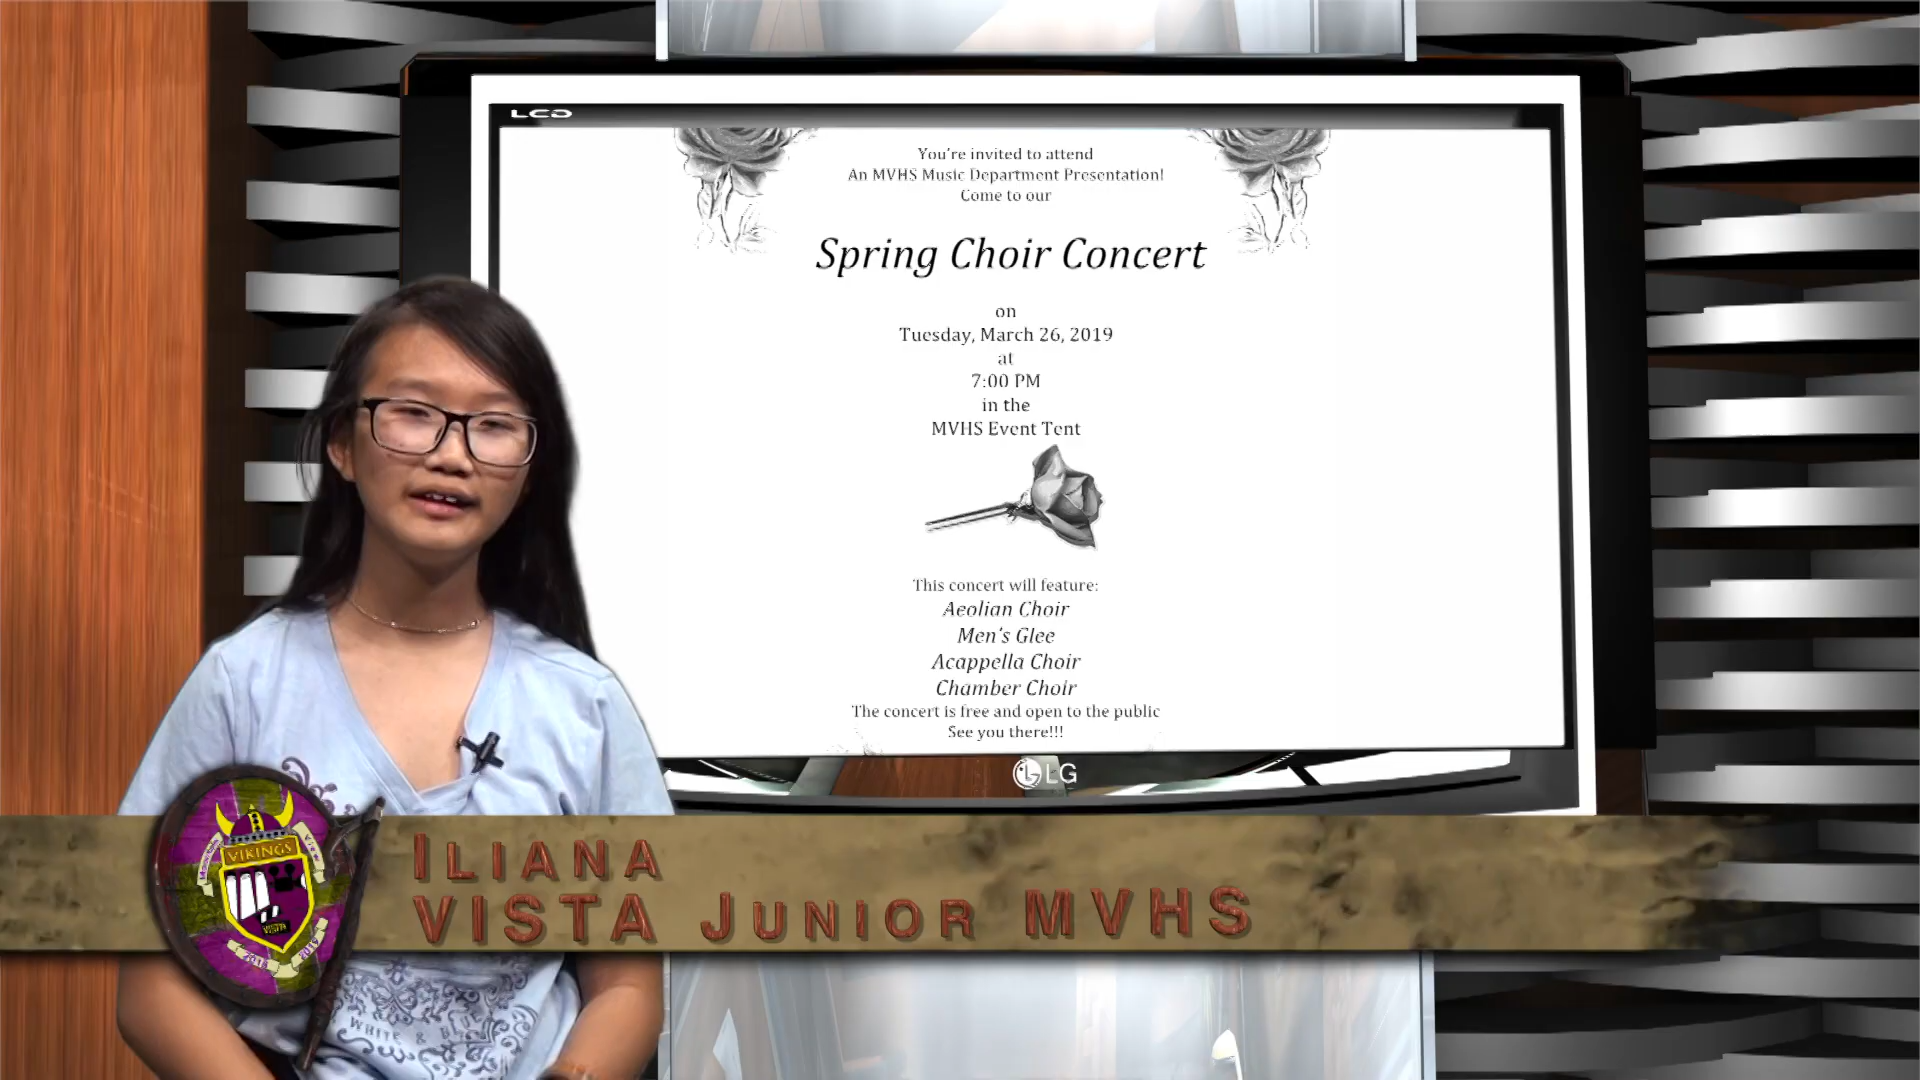 LCD
You're invited to attend
An MVHS Music Department Presentation!
Come to our
Spring Choir Concert
on
Tuesday, March 26, 2019
at
7:00 PM
in the
MVHS Event Tent
This concert will feature:
Aeolian Choir
Men's Glee
Acappella Choir
Chamber Choir
The concert is free and open to the public
See you there!!!
LG
VIKINGS
ILIANA
VISTA JUNIOR MVHS
WHITE & BLUE